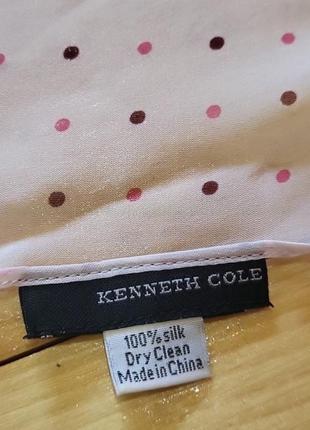 KENNETH COLE
100% silk
Dry Clean
Made in China